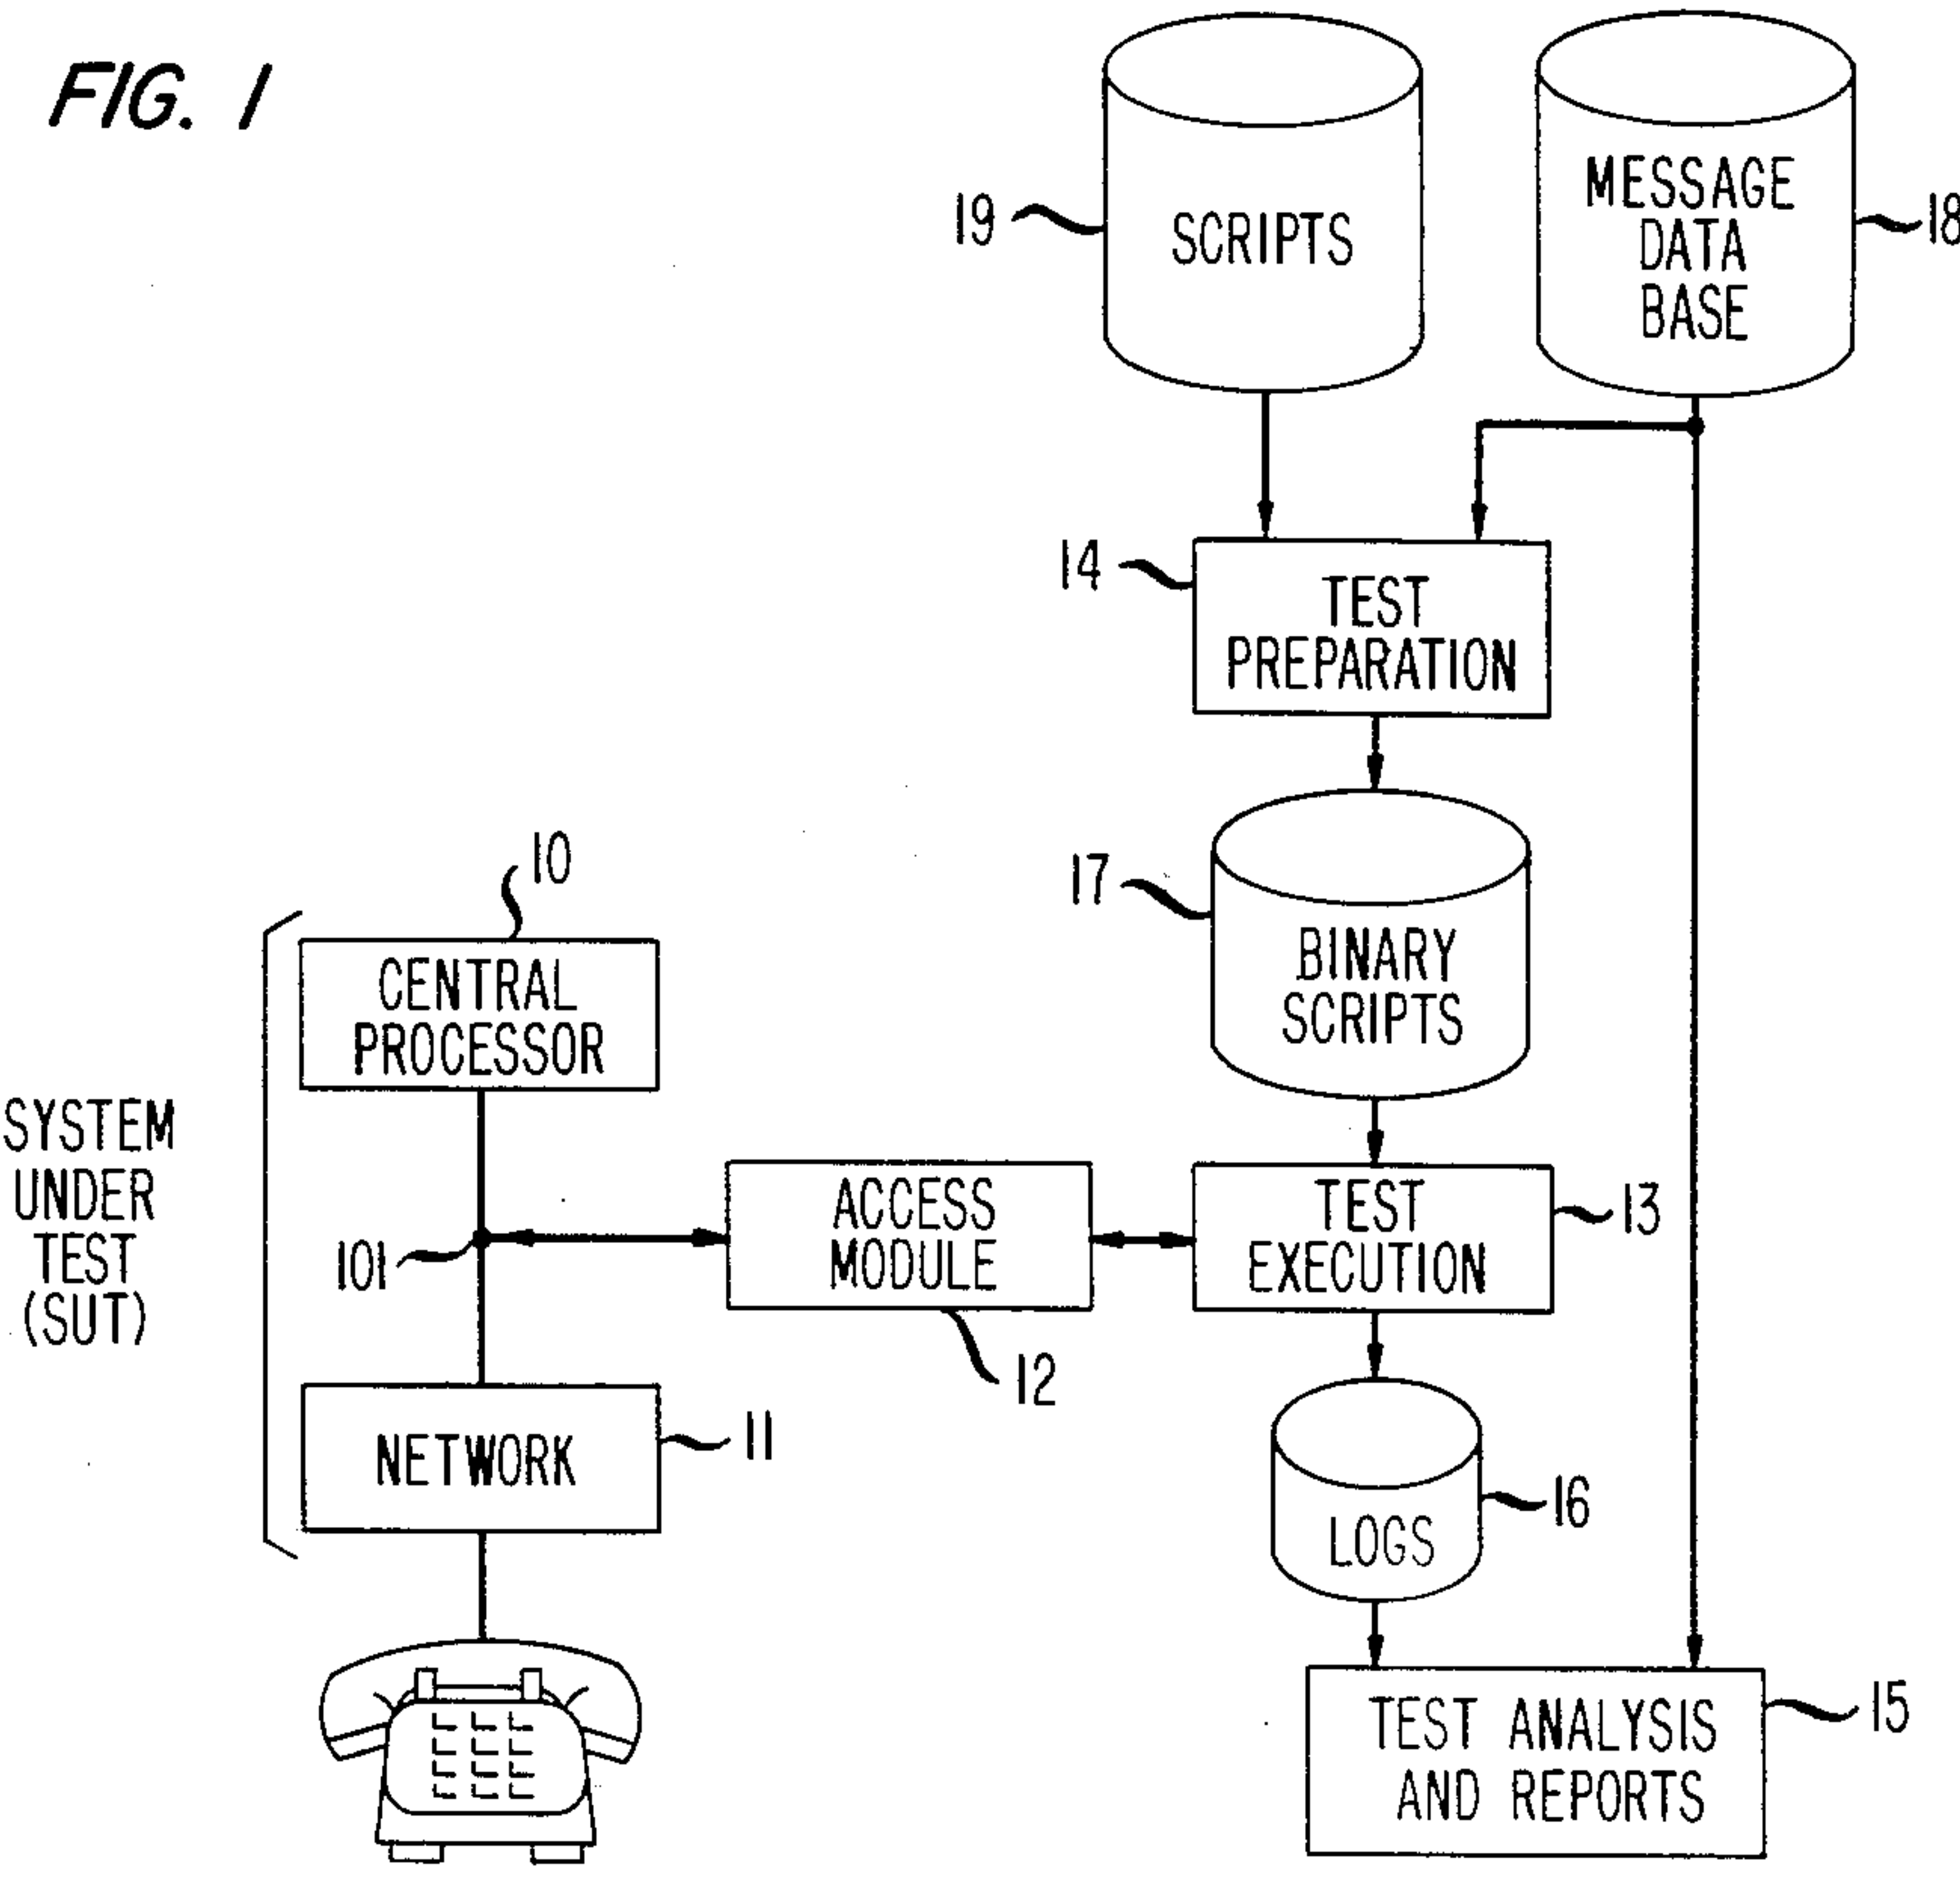 FIG. 1
19
SCRIPTS
MESSAGE
DATA
BASE
18
14
TEST
PREPARATION
17
BINARY
SCRIPTS
10
CENTRAL
PROCESSOR
SYSTEM
UNDER
TEST
(SUT)
101
ACCESS
MODULE
12
TEST
EXECUTION
13
NETWORK
11
LOGS
16
TEST ANALYSIS
AND REPORTS
15